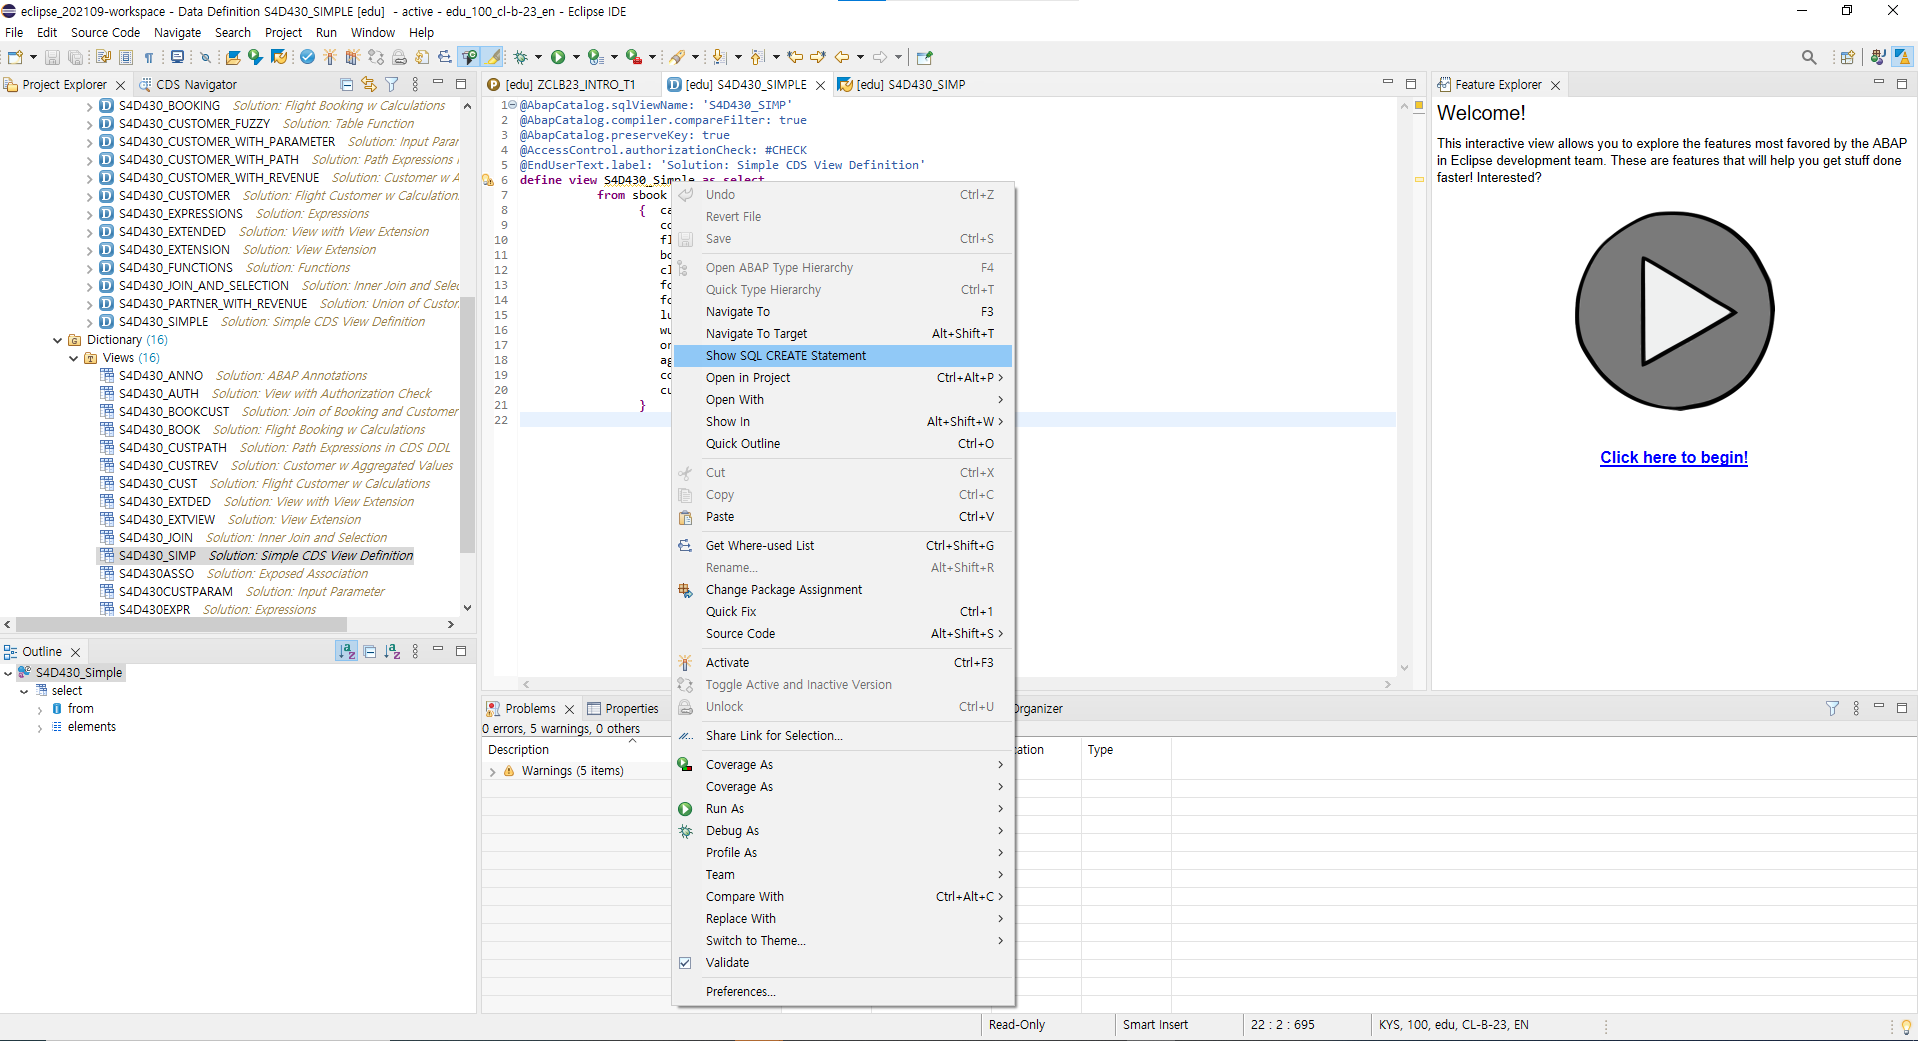 eclipse_202109-workspace - Data Definition S4D430_SIMPLE [edu]  - active - edu_100_cl-b-23_en - Eclipse IDE
File Edit Source Code Navigate Search Project Run Window Help
Project Explorer
CDS Navigator
S4D430_BOOKING Solution: Flight Booking w Calculations
S4D430_CUSTOMER_FUZZY Solution: Table Function
S4D430_CUSTOMER_WITH_PARAMETER Solution: Input Parar
S4D430_CUSTOMER_WITH_PATH Solution: Path Expressions i
S4D430_CUSTOMER_WITH_REVENUE Solution: Customer w A
S4D430_CUSTOMER Solution: Flight Customer w Calculation
S4D430_EXPRESSIONS Solution: Expressions
S4D430_EXTENDED Solution: View with View Extension
S4D430_EXTENSION Solution: View Extension
S4D430_FUNCTIONS Solution: Functions
S4D430_JOIN_AND_SELECTION Solution: Inner Join and Selec
S4D430_PARTNER_WITH_REVENUE Solution: Union of Custor
S4D430_SIMPLE Solution: Simple CDS View Definition
Dictionary (16)
Views (16)
S4D430_ANNO Solution: ABAP Annotations
S4D430_AUTH Solution: View with Authorization Check
S4D430_BOOKCUST Solution: Join of Booking and Customer
S4D430_BOOK Solution: Flight Booking w Calculations
S4D430_CUSTPATH Solution: Path Expressions in CDS DDL
S4D430_CUSTREV Solution: Customer w Aggregated Values
S4D430_CUST Solution: Flight Customer w Calculations
S4D430_EXTDED Solution: View with View Extension
S4D430_EXTVIEW Solution: View Extension
S4D430_JOIN Solution: Inner Join and Selection
S4D430_SIMP Solution: Simple CDS View Definition
S4D430ASSO Solution: Exposed Association
S4D430CUSTPARAM Solution: Input Parameter
S4D430EXPR Solution: Expressions
Outline
S4D430_Simple
select
from
elements
[edu] ZCLB23_INTRO_T1
[edu] S4D430_SIMPLE
[edu] S4D430_SIMP
1 @AbapCatalog.sqlViewName: 'S4D430_SIMP'
2 @AbapCatalog.compiler.compareFilter: true
3 @AbapCatalog.preserveKey: true
4 @AccessControl.authorizationCheck: #CHECK
5 @EndUserText.label: 'Solution: Simple CDS View Definition'
6 define view S4D430_Simple as select
7 from sbook
8 { ca
9 co
10 fl
11 bo
12 cl
13 fo
14 fo
15 lu
16 wu
17 or
18 ag
19 co
20 cu
21 }
22
Undo Ctrl+Z
Revert File
Save Ctrl+S
Open ABAP Type Hierarchy F4
Quick Type Hierarchy Ctrl+T
Navigate To F3
Navigate To Target Alt+Shift+T
Show SQL CREATE Statement
Open in Project Ctrl+Alt+P >
Open With >
Show In Alt+Shift+W >
Quick Outline Ctrl+O
Cut Ctrl+X
Copy Ctrl+C
Paste Ctrl+V
Get Where-used List Ctrl+Shift+G
Rename... Alt+Shift+R
Change Package Assignment
Quick Fix Ctrl+1
Source Code Alt+Shift+S >
Activate Ctrl+F3
Toggle Active and Inactive Version
Unlock Ctrl+U
Share Link for Selection...
Coverage As >
Coverage As >
Run As >
Debug As >
Profile As >
Team >
Compare With Ctrl+Alt+C >
Replace With >
Switch to Theme... >
Validate
Preferences...
Problems
Properties
Organizer
0 errors, 5 warnings, 0 others
Description
ation
Type
Warnings (5 items)
Feature Explorer
Welcome!
This interactive view allows you to explore the features most favored by the ABAP
in Eclipse development team. These are features that will help you get stuff done
faster! Interested?
Click here to begin!
Read-Only
Smart Insert
22 : 2 : 695
KYS, 100, edu, CL-B-23, EN